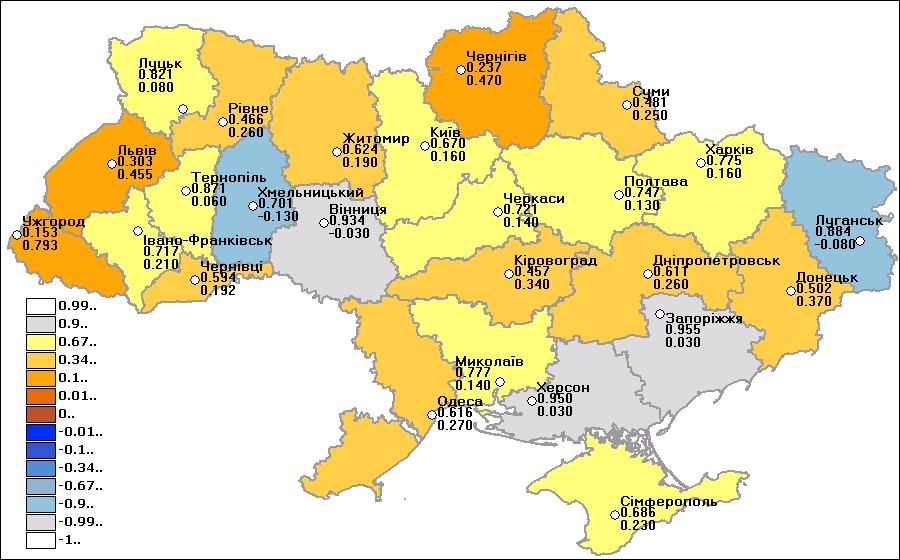 Чернігів
0.237
0.470
Луцьк
0.821
0.080
Суми
0.481
0.250
Рівне
0.466
0.260
Житомир
0.624
0.190
Київ
0.670
0.160
Харків
0.775
0.160
Львів
0.303
0.455
Тернопіль
0.871
0.060
Хмельницький
0.701
-0.130
Вінниця
0.934
-0.030
Черкаси
0.721
0.140
Полтава
0.747
0.130
Ужгород
0.153
0.793
Івано-Франківськ
0.717
0.210
Луганськ
0.884
-0.080
Чернівці
0.594
0.192
Кіровоград
0.457
0.340
Дніпропетровськ
0.611
0.260
Донецьк
0.502
0.370
Запоріжжя
0.955
0.030
Миколаїв
0.777
0.140
Херсон
0.950
0.030
Одеса
0.616
0.270
Сімферополь
0.686
0.230
0.99..
0.9..
0.67..
0.34..
0.1..
0.01..
0..
-0.01..
-0.1..
-0.34..
-0.67..
-0.9..
-0.99..
-1..